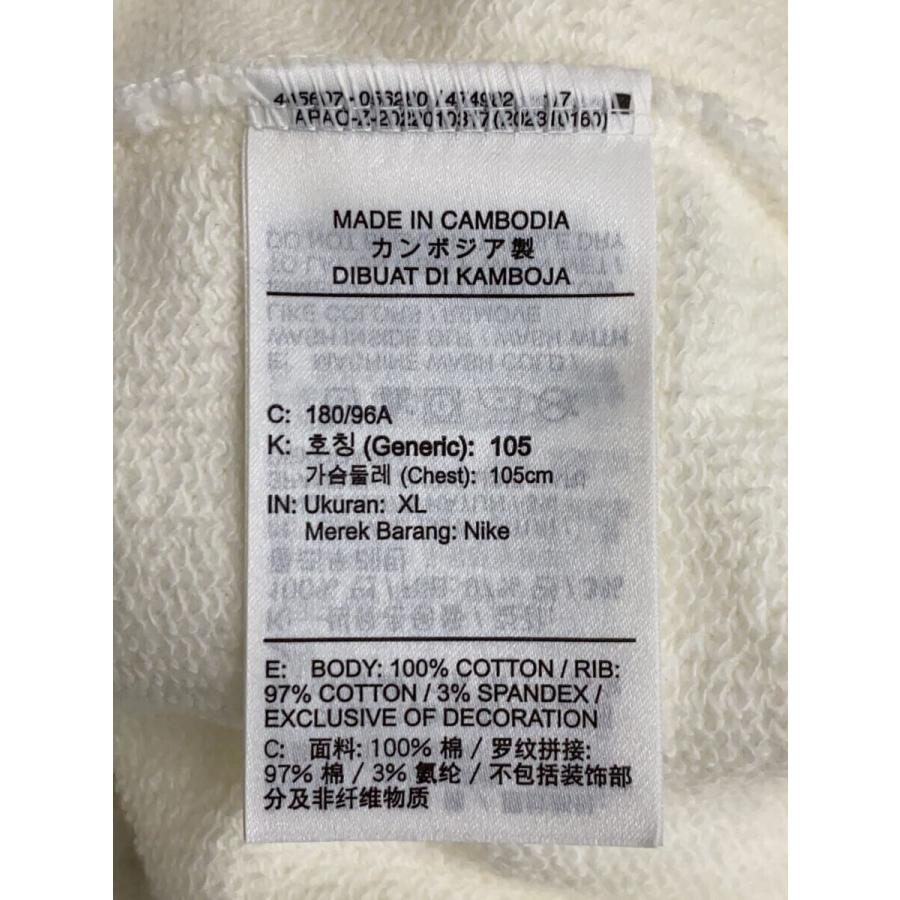 MADE IN CAMBODIA
カンボジア製
DIBUAT DI KAMBOJA
C: 180/96A
K: 호칭 (Generic): 105
가슴둘레 (Chest): 105cm
IN: Ukuran: XL
Merek Barang: Nike
E: BODY: 100% COTTON / RIB:
97% COTTON / 3% SPANDEX /
EXCLUSIVE OF DECORATION
C: 面料: 100% 棉 / 罗纹拼接:
97% 棉 / 3% 氨纶 / 不包括装饰部
分及非纤维物质